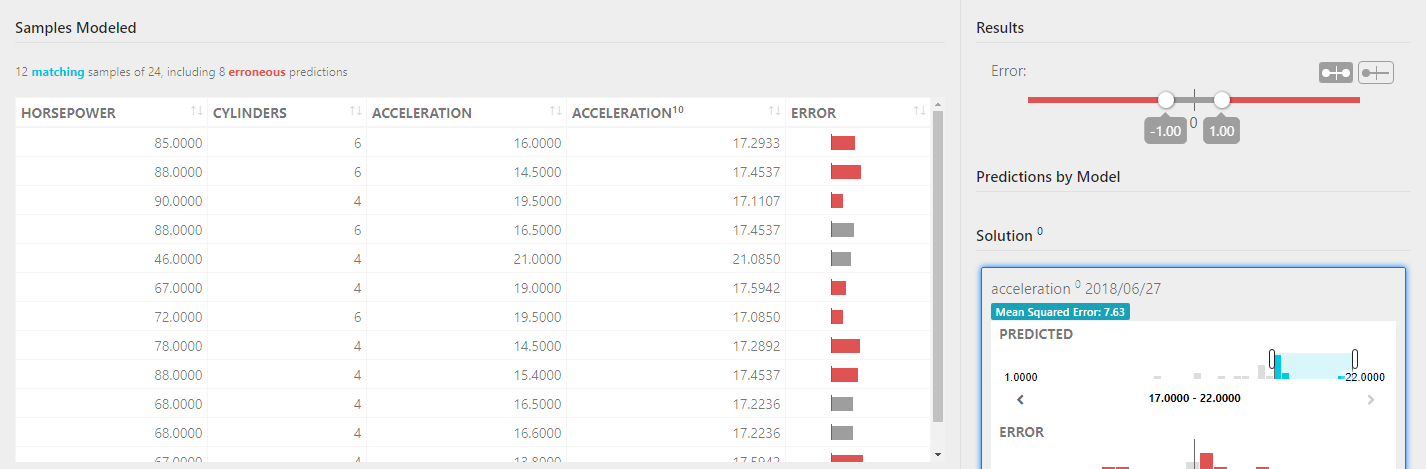 Samples Modeled
12 matching samples of 24, including 8 erroneous predictions
HORSEPOWER CYLINDERS ACCELERATION ACCELERATION10 ERROR
85.0000 6 16.0000 17.2933
88.0000 6 14.5000 17.4537
90.0000 4 19.5000 17.1107
88.0000 6 16.5000 17.4537
46.0000 4 21.0000 21.0850
67.0000 4 19.0000 17.5942
72.0000 6 19.5000 17.0850
78.0000 4 14.5000 17.2892
88.0000 4 15.4000 17.4537
68.0000 4 16.5000 17.2236
68.0000 4 16.6000 17.2236
67.0000 4 13.8000 17.5942
Results
Error:
0
-1.00 1.00
Predictions by Model
Solution 0
acceleration 0 2018/06/27
Mean Squared Error: 7.63
PREDICTED
1.0000 22.0000
17.0000 - 22.0000
ERROR